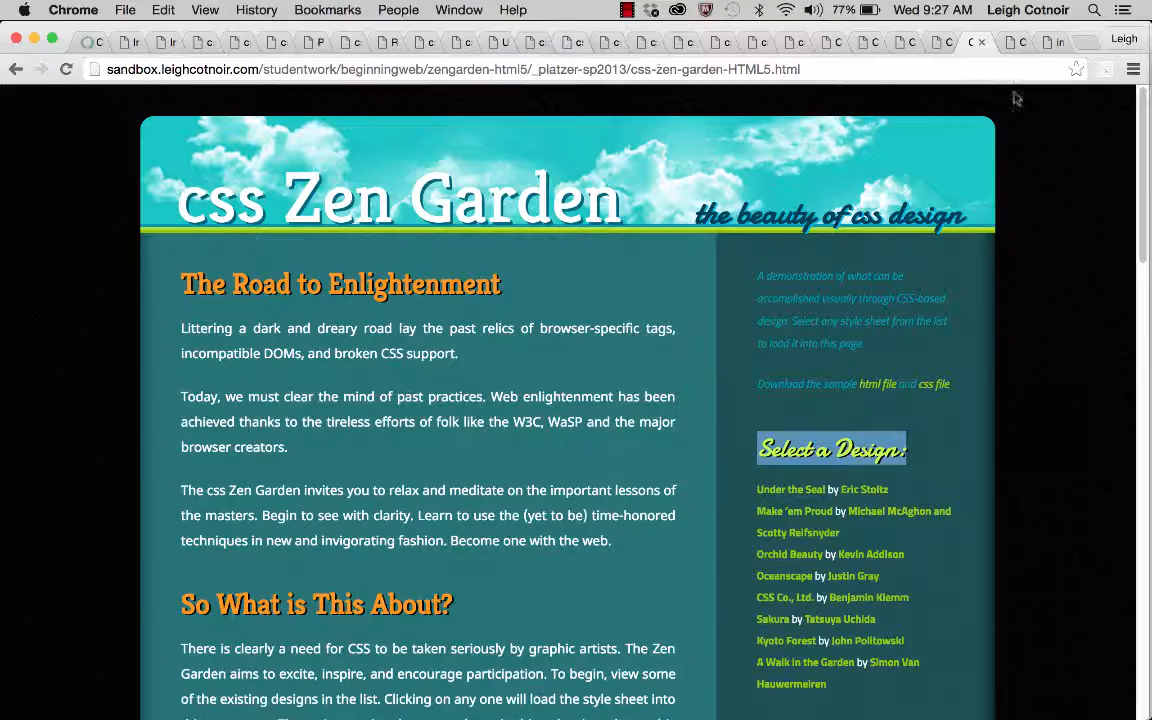 Chrome File Edit View History Bookmarks People Window Help 77% Wed 9:27 AM Leigh Cotnoir
Leigh
sandbox.leighcotnoir.com/studentwork/beginningweb/zengarden-html5/_platzer-sp2013/css-zen-garden-HTML5.html
css Zen Garden
the beauty of css design
The Road to Enlightenment
Littering a dark and dreary road lay the past relics of browser-specific tags,
incompatible DOMs, and broken CSS support.
Today, we must clear the mind of past practices. Web enlightenment has been
achieved thanks to the tireless efforts of folk like the W3C, WaSP and the major
browser creators.
The css Zen Garden invites you to relax and meditate on the important lessons of
the masters. Begin to see with clarity. Learn to use the (yet to be) time-honored
techniques in new and invigorating fashion. Become one with the web.
So What is This About?
There is clearly a need for CSS to be taken seriously by graphic artists. The Zen
Garden aims to excite, inspire, and encourage participation. To begin, view some
of the existing designs in the list. Clicking on any one will load the style sheet into
A demonstration of what can be
accomplished visually through CSS-based
design. Select any style sheet from the list
to load it into this page.
Download the sample html file and css file
Select a Design:
Under the Sea! by Eric Stoltz
Make 'em Proud by Michael McAghon and
Scotty Reifsnyder
Orchid Beauty by Kevin Addison
Oceanscape by Justin Gray
CSS Co., Ltd. by Benjamin Klemm
Sakura by Tatsuya Uchida
Kyoto Forest by John Politowski
A Walk in the Garden by Simon Van
Hauwermeiren